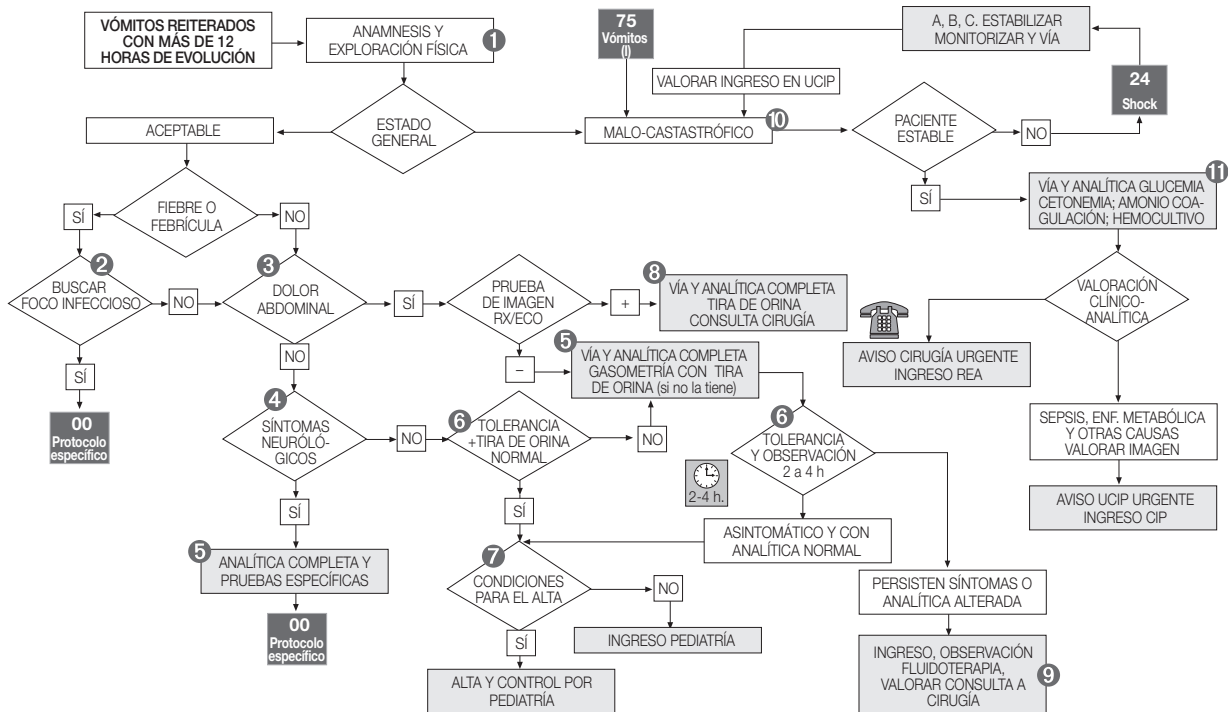 VÓMITOS REITERADOS
CON MÁS DE 12
HORAS DE EVOLUCIÓN
ANAMNESIS Y
EXPLORACIÓN FÍSICA
1
75
Vómitos
(I)
A, B, C. ESTABILIZAR
MONITORIZAR Y VÍA
VALORAR INGRESO EN UCIP
24
Shock
ACEPTABLE
ESTADO
GENERAL
MALO-CASTASTRÓFICO
10
PACIENTE
ESTABLE
NO
SÍ
VÍA Y ANALÍTICA GLUCEMIA
CETONEMIA; AMONIO COA-
GULACIÓN; HEMOCULTIVO
11
FIEBRE O
FEBRÍCULA
SÍ
NO
2
BUSCAR
FOCO INFECCIOSO
NO
3
DOLOR
ABDOMINAL
SÍ
PRUEBA
DE IMAGEN
RX/ECO
+
8
VÍA Y ANALÍTICA COMPLETA
TIRA DE ORINA
CONSULTA CIRUGÍA
VALORACIÓN
CLÍNICO-
ANALÍTICA
AVISO CIRUGÍA URGENTE
INGRESO REA
SÍ
NO
–
5
VÍA Y ANALÍTICA COMPLETA
GASOMETRÍA CON TIRA
DE ORINA (si no la tiene)
00
Protocolo
específico
4
SÍNTOMAS
NEURÓLÓ-
GICOS
NO
6
TOLERANCIA
+TIRA DE ORINA
NORMAL
NO
6
TOLERANCIA
Y OBSERVACIÓN
2 a 4 h
2-4 h.
SEPSIS, ENF. METABÓLICA
Y OTRAS CAUSAS
VALORAR IMAGEN
AVISO UCIP URGENTE
INGRESO CIP
SÍ
SÍ
ASINTOMÁTICO Y CON
ANALÍTICA NORMAL
5
ANALÍTICA COMPLETA Y
PRUEBAS ESPECÍFICAS
7
CONDICIONES
PARA EL ALTA
NO
PERSISTEN SÍNTOMAS O
ANALÍTICA ALTERADA
00
Protocolo
específico
SÍ
INGRESO PEDIATRÍA
INGRESO, OBSERVACIÓN
FLUIDOTERAPIA,
VALORAR CONSULTA A
CIRUGÍA
9
ALTA Y CONTROL POR
PEDIATRÍA